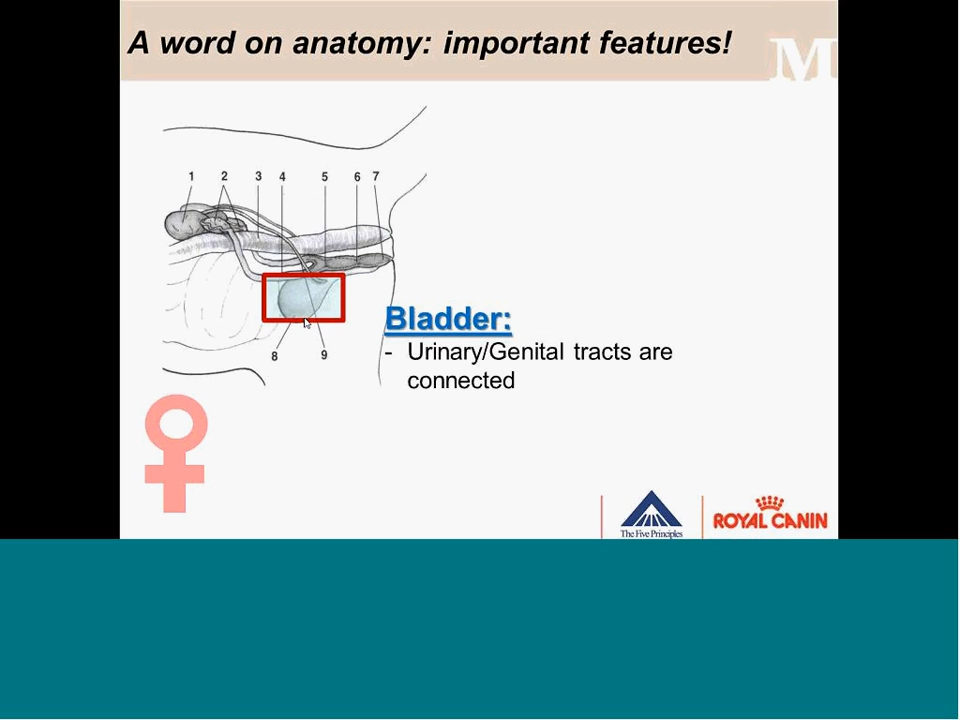 A word on anatomy: important features!
M
1 2 3 4 5 6 7
8 9
Bladder:
- Urinary/Genital tracts are
connected
The Five Principles
ROYAL CANIN